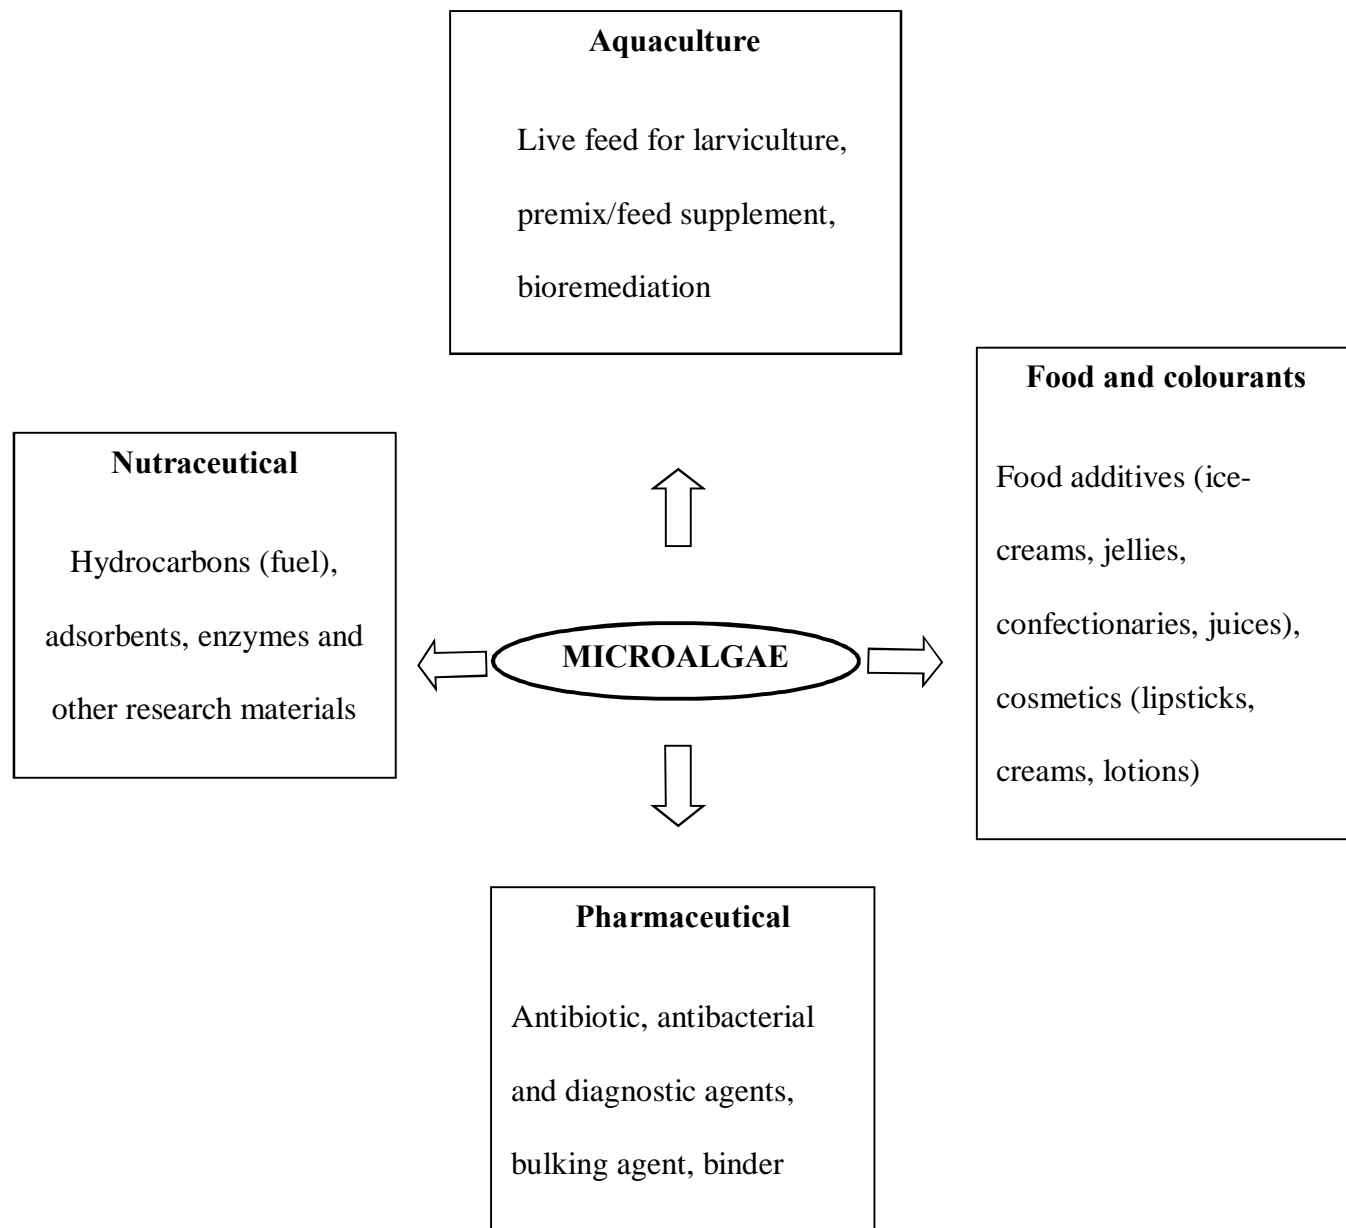 Aquaculture
Live feed for larviculture,
premix/feed supplement,
bioremediation
Food and colourants
Food additives (ice-
creams, jellies,
confectionaries, juices),
cosmetics (lipsticks,
creams, lotions)
Nutraceutical
Hydrocarbons (fuel),
adsorbents, enzymes and
other research materials
MICROALGAE
Pharmaceutical
Antibiotic, antibacterial
and diagnostic agents,
bulking agent, binder